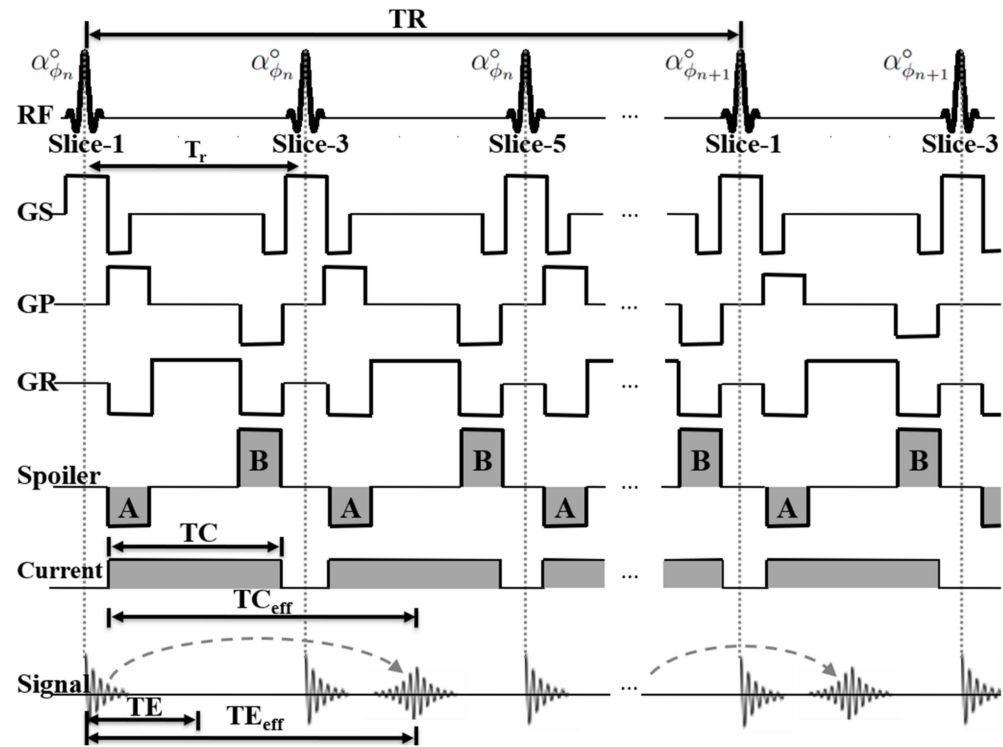 TR
α°ϕn α°ϕn α°ϕn α°ϕn+1 α°ϕn+1
RF ...
Slice-1 Slice-3 Slice-5 Slice-1 Slice-3
Tr
GS ...
GP ...
GR ...
Spoiler A B A B A ... B A B
TC
Current ...
TCeff
Signal ...
TE
TEeff